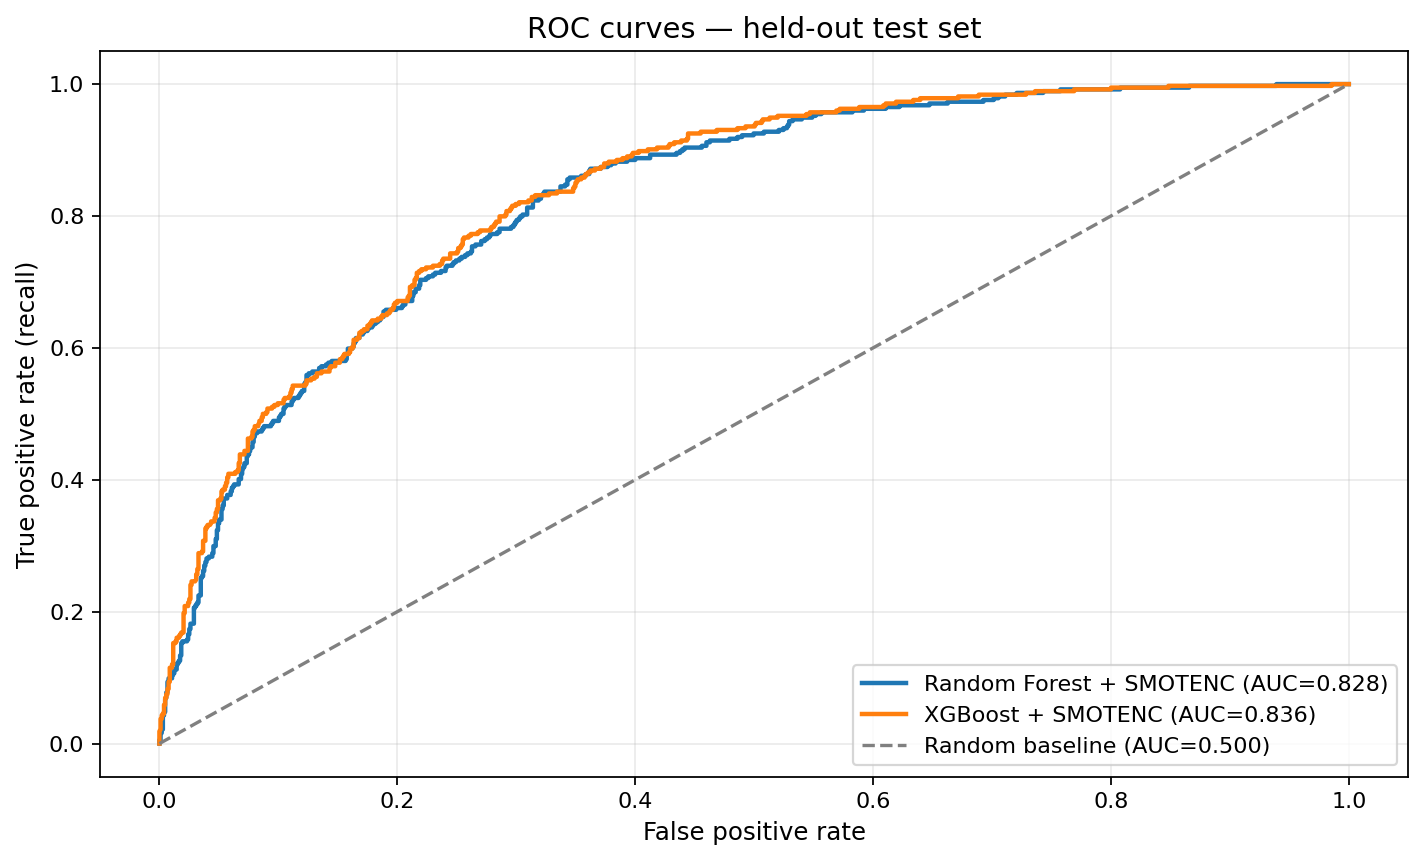 ROC curves — held-out test set
True positive rate (recall)
1.0
0.8
0.6
0.4
0.2
0.0
Random Forest + SMOTENC (AUC=0.828)
XGBoost + SMOTENC (AUC=0.836)
Random baseline (AUC=0.500)
0.0 0.2 0.4 0.6 0.8 1.0
False positive rate